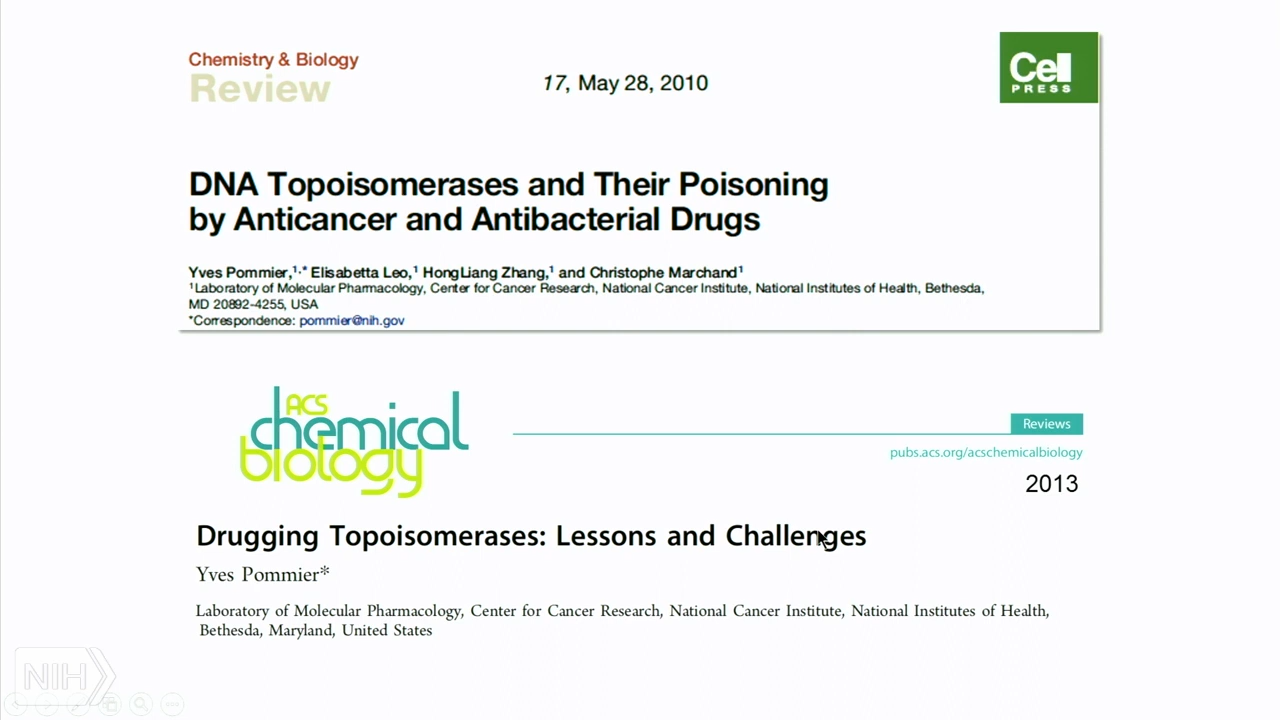 Chemistry & Biology
Review
17, May 28, 2010
Cell
PRESS
DNA Topoisomerases and Their Poisoning
by Anticancer and Antibacterial Drugs
Yves Pommier,1,* Elisabetta Leo,1 HongLiang Zhang,1 and Christophe Marchand1
1Laboratory of Molecular Pharmacology, Center for Cancer Research, National Cancer Institute, National Institutes of Health, Bethesda,
MD 20892-4255, USA
*Correspondence: pommier@nih.gov
ACS
chemical
biology
Reviews
pubs.acs.org/acschemicalbiology
2013
Drugging Topoisomerases: Lessons and Challenges
Yves Pommier*
Laboratory of Molecular Pharmacology, Center for Cancer Research, National Cancer Institute, National Institutes of Health,
Bethesda, Maryland, United States
NIH